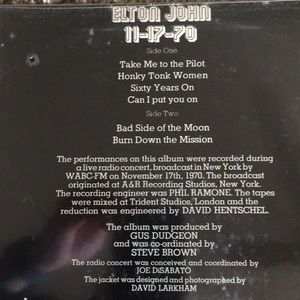 ELTON JOHN
11-17-70
Side One
Take Me to the Pilot
Honky Tonk Women
Sixty Years On
Can I put you on
Side Two
Bad Side of the Moon
Burn Down the Mission
The performances on this album were recorded during
a live radio concert, broadcast in New York by
WABC-FM on November 17th, 1970. The broadcast
originated at A&R Recording Studios, New York.
The recording engineer was PHIL RAMONE. The tapes
were mixed at Trident Studios, London and the
reduction was engineered by DAVID HENTSCHEL.
The album was produced by
GUS DUDGEON
and was co-ordinated by
STEVE BROWN
The radio concert was conceived and coordinated by
JOE DiSABATO
The jacket was designed and photographed by
DAVID LARKHAM